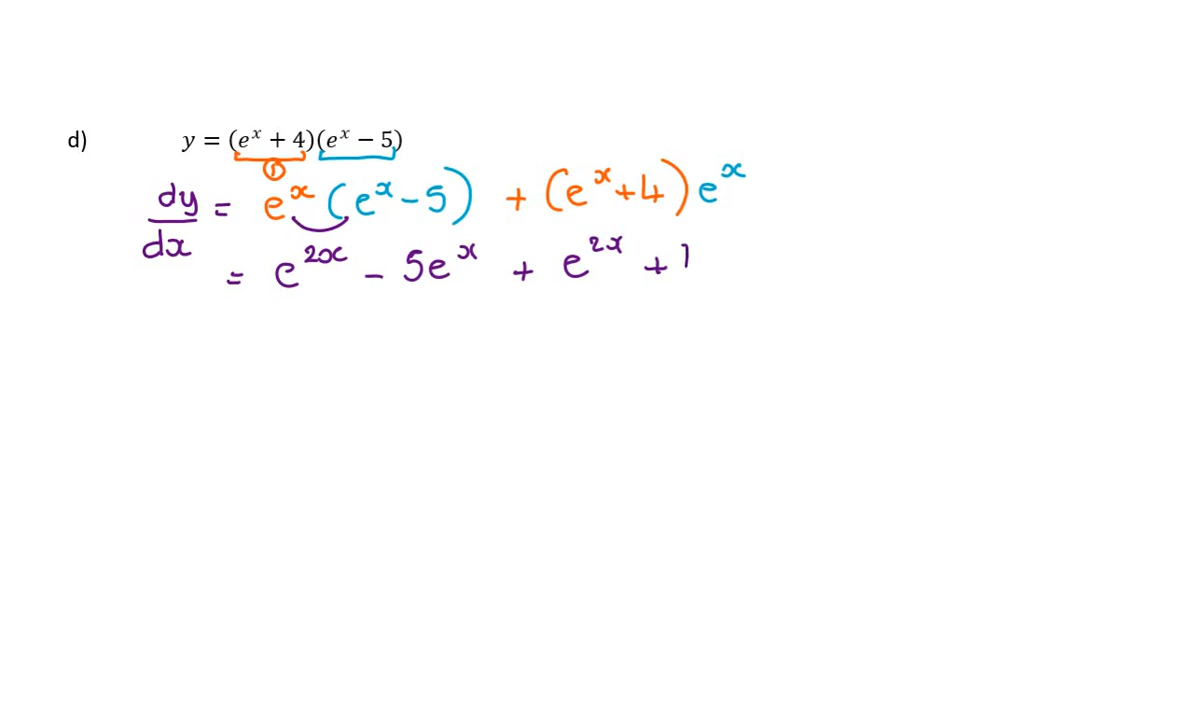 d) y = (eˣ + 4)(eˣ − 5)
①
dy/dx = eˣ(eˣ − 5) + (eˣ + 4)eˣ
= e²ˣ − 5eˣ + e²ˣ + 1